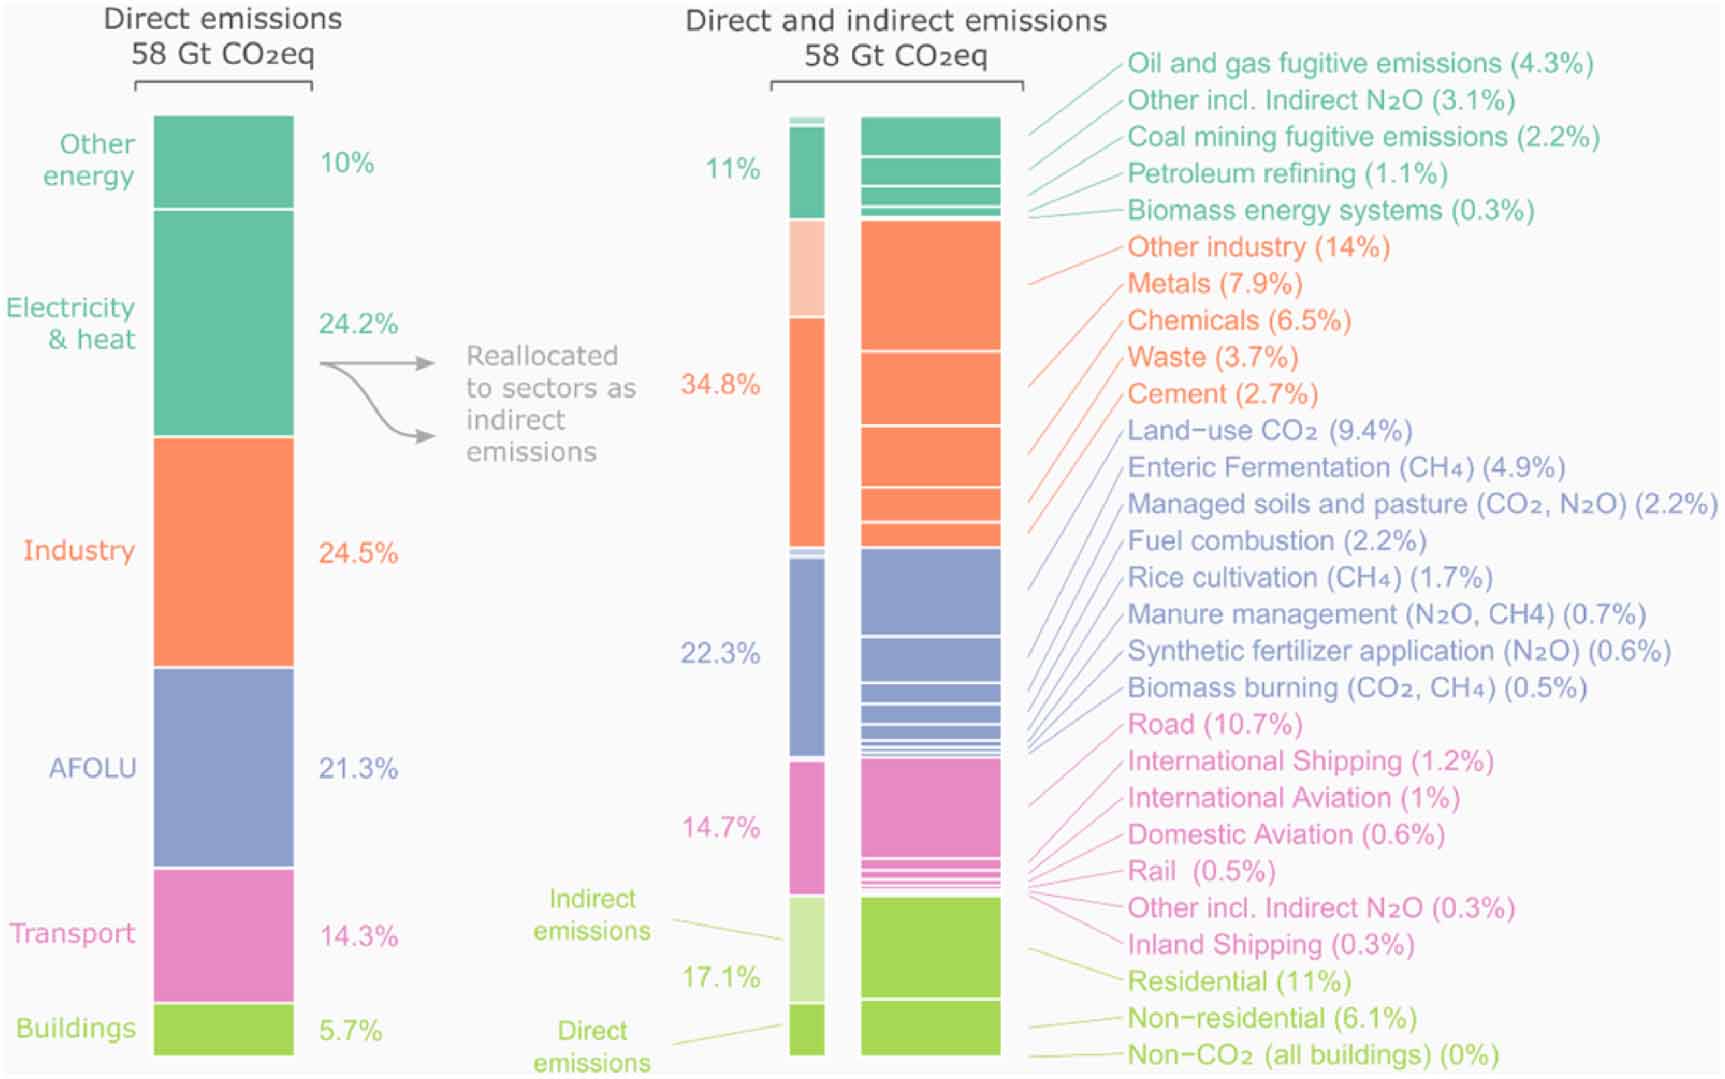 Direct emissions
58 Gt CO₂eq
Other
energy
10%
Electricity
& heat
24.2%
Reallocated
to sectors as
indirect
emissions
Industry
24.5%
AFOLU
21.3%
Transport
14.3%
Buildings
5.7%
Direct and indirect emissions
58 Gt CO₂eq
11%
34.8%
22.3%
14.7%
Indirect
emissions
17.1%
Direct
emissions
Oil and gas fugitive emissions (4.3%)
Other incl. Indirect N₂O (3.1%)
Coal mining fugitive emissions (2.2%)
Petroleum refining (1.1%)
Biomass energy systems (0.3%)
Other industry (14%)
Metals (7.9%)
Chemicals (6.5%)
Waste (3.7%)
Cement (2.7%)
Land−use CO₂ (9.4%)
Enteric Fermentation (CH₄) (4.9%)
Managed soils and pasture (CO₂, N₂O) (2.2%)
Fuel combustion (2.2%)
Rice cultivation (CH₄) (1.7%)
Manure management (N₂O, CH4) (0.7%)
Synthetic fertilizer application (N₂O) (0.6%)
Biomass burning (CO₂, CH₄) (0.5%)
Road (10.7%)
International Shipping (1.2%)
International Aviation (1%)
Domestic Aviation (0.6%)
Rail (0.5%)
Other incl. Indirect N₂O (0.3%)
Inland Shipping (0.3%)
Residential (11%)
Non−residential (6.1%)
Non−CO₂ (all buildings) (0%)